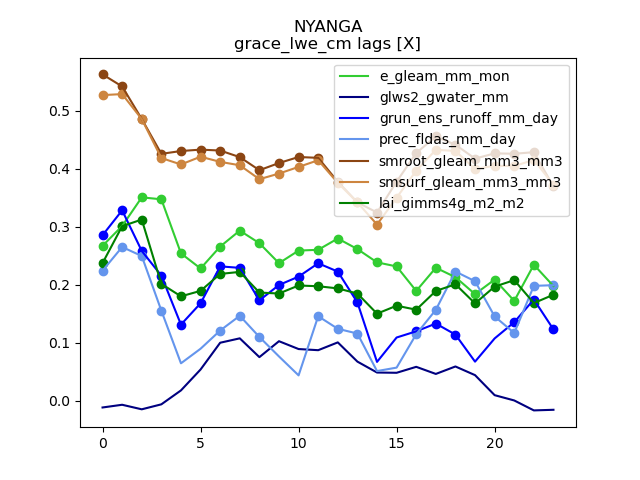 NYANGA
grace_lwe_cm lags [X]
e_gleam_mm_mon
glws2_gwater_mm
grun_ens_runoff_mm_day
prec_fldas_mm_day
smroot_gleam_mm3_mm3
smsurf_gleam_mm3_mm3
lai_gimms4g_m2_m2
0.5
0.4
0.3
0.2
0.1
0.0
0 5 10 15 20